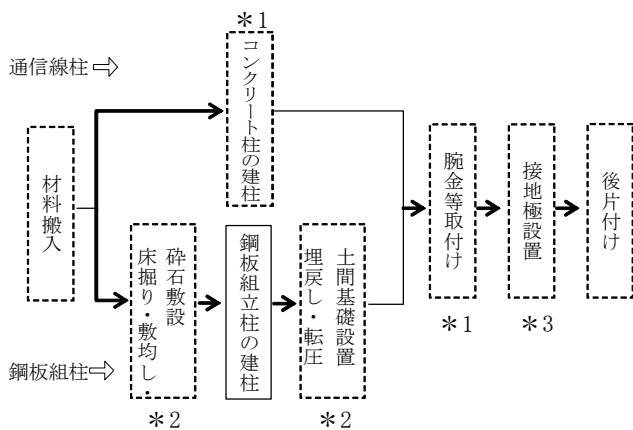 ＊1
通信線柱
コンクリート柱の建柱
材料搬入
床掘り・敷均し・
砕石敷設
鋼板組立柱の建柱
土間基礎設置
埋戻し・転圧
腕金等取付け
接地極設置
後片付け
＊1
＊3
鋼板組柱
＊2
＊2